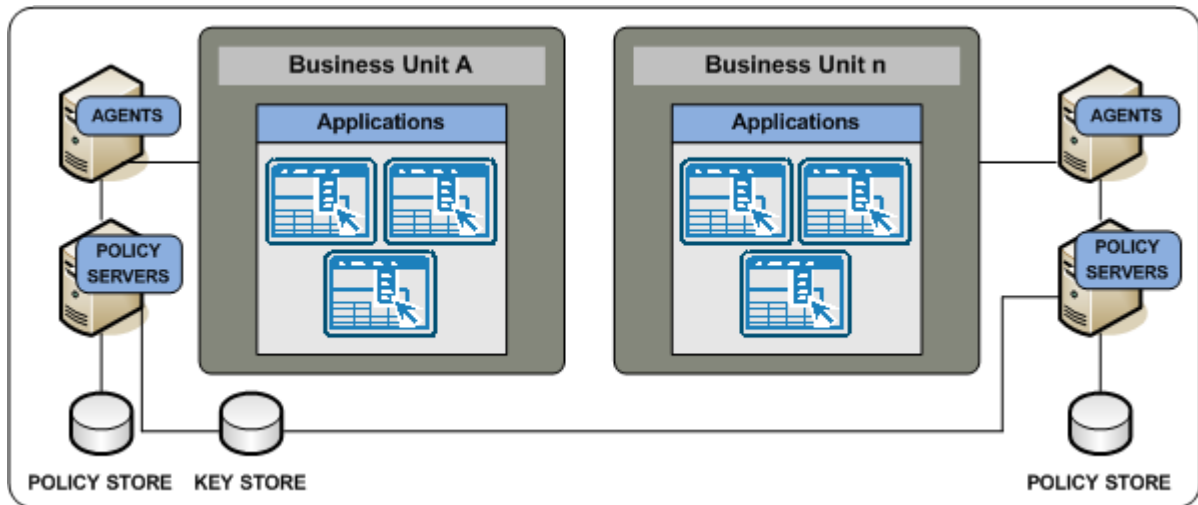 Business Unit A
Business Unit n
AGENTS
Applications
Applications
AGENTS
POLICY
SERVERS
POLICY
SERVERS
POLICY STORE
KEY STORE
POLICY STORE